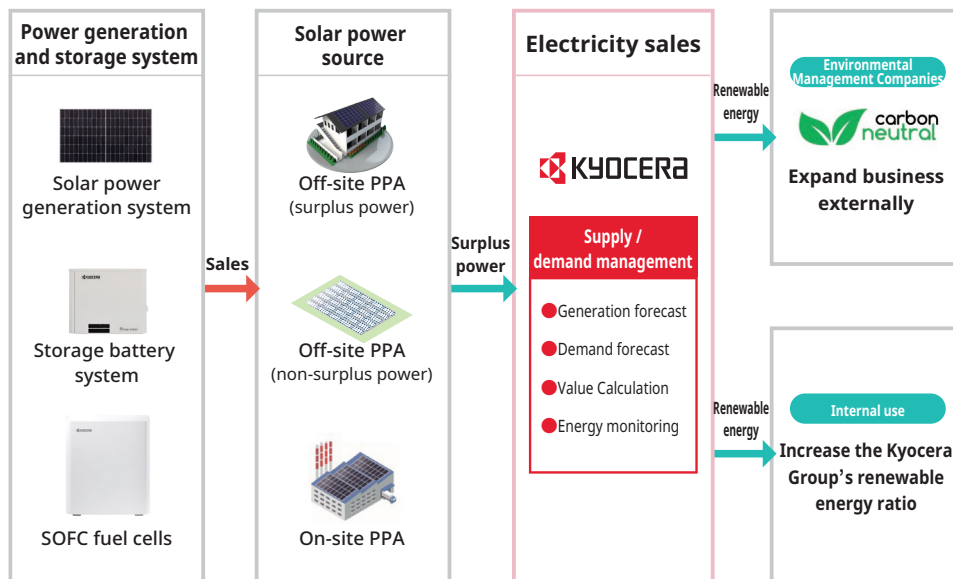 Power generation
and storage system
Solar power
generation system
KYOCERA
Storage battery
system
KYOCERA
SOFC fuel cells
Sales
Solar power
source
Off-site PPA
(surplus power)
Off-site PPA
(non-surplus power)
On-site PPA
Surplus
power
Electricity sales
KYOCERA
Supply /
demand management
●Generation forecast
●Demand forecast
●Value Calculation
●Energy monitoring
Renewable
energy
Environmental
Management Companies
carbon
neutral
Expand business
externally
Renewable
energy
Internal use
Increase the Kyocera
Group's renewable
energy ratio